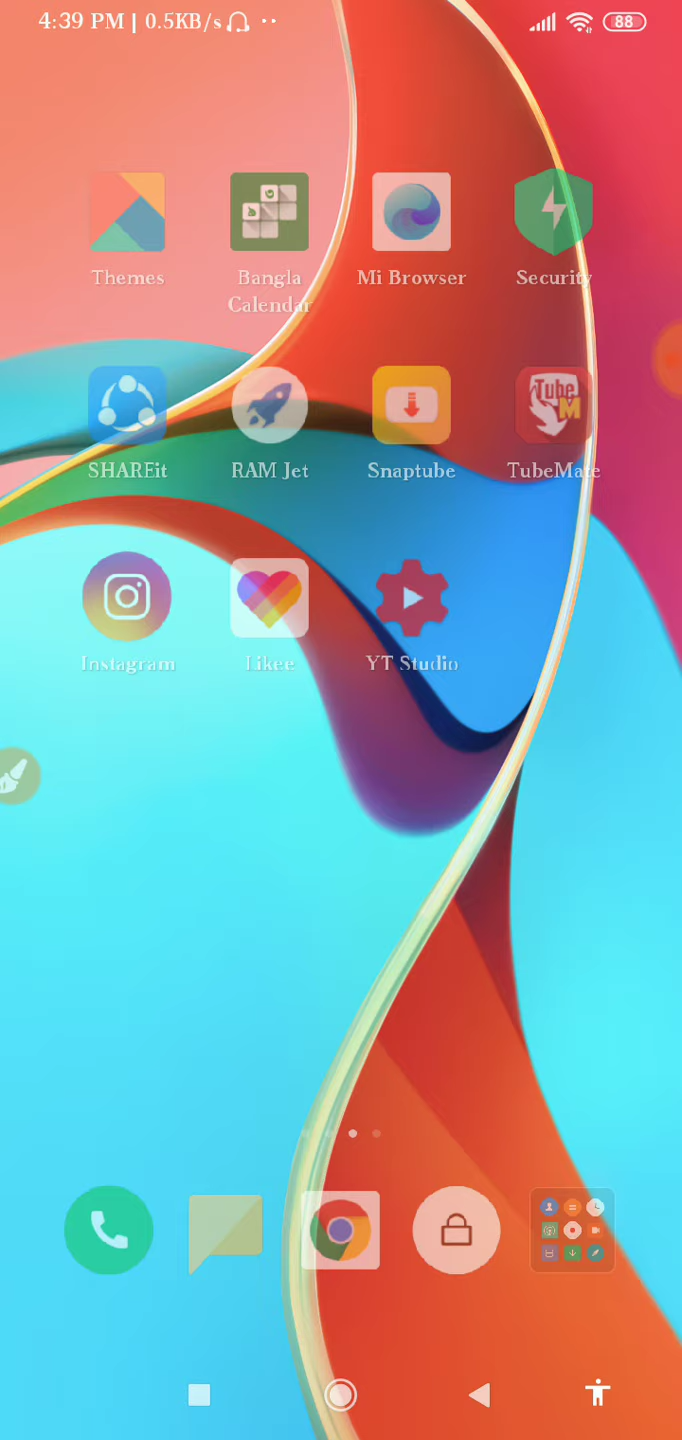 4:39 PM | 0.5KB/s 88
Themes Bangla Calendar Mi Browser Security
SHAREit RAM Jet Snaptube TubeMate
Tube
M
Instagram Likee YT Studio